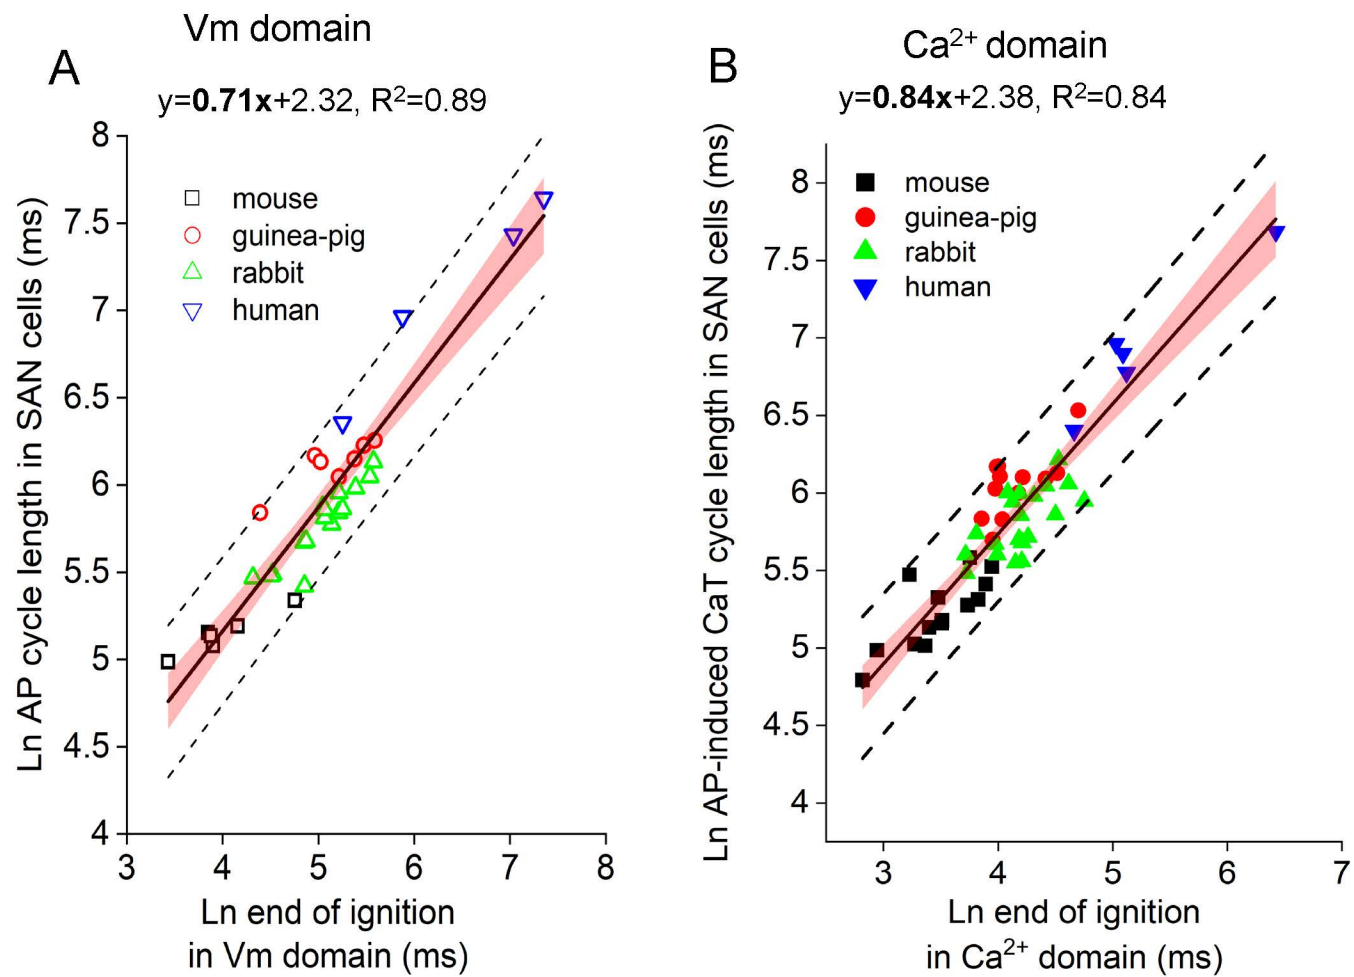 Vm domain
A
y=0.71x+2.32, R²=0.89
Ln AP cycle length in SAN cells (ms)
8
7.5
7
6.5
6
5.5
5
4.5
4
mouse
guinea-pig
rabbit
human
3 4 5 6 7 8
Ln end of ignition
in Vm domain (ms)
Ca²⁺ domain
B
y=0.84x+2.38, R²=0.84
Ln AP-induced CaT cycle length in SAN cells (ms)
8
7.5
7
6.5
6
5.5
5
4.5
4
mouse
guinea-pig
rabbit
human
3 4 5 6 7
Ln end of ignition
in Ca²⁺ domain (ms)